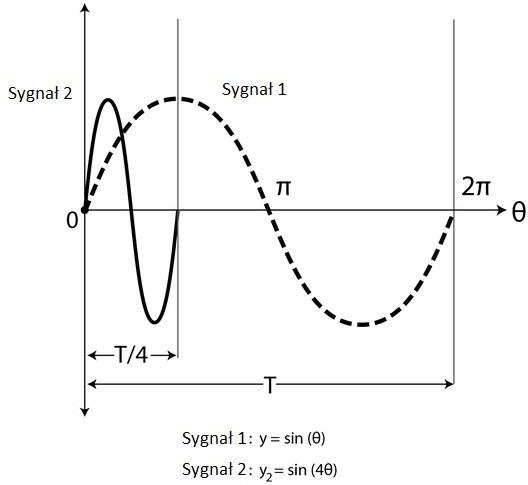 Sygnał 2
Sygnał 1
π
2π
0
θ
T/4
T
Sygnał 1: y = sin (θ)
Sygnał 2: y₂= sin (4θ)